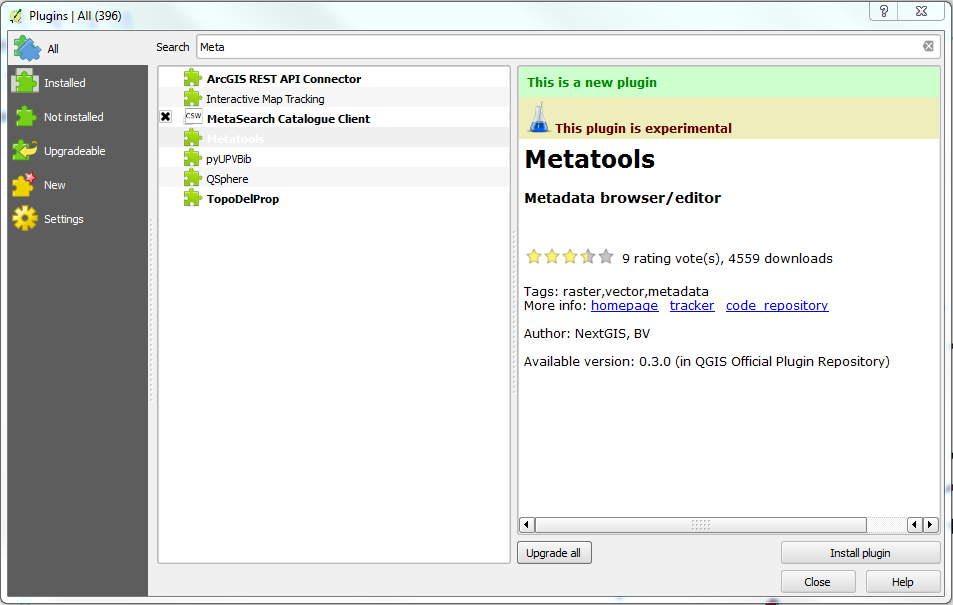 Plugins | All (396)
All
Installed
Not installed
Upgradeable
New
Settings
Search Meta
ArcGIS REST API Connector
Interactive Map Tracking
CSW MetaSearch Catalogue Client
Metatools
pyUPVBib
QSphere
TopoDelProp
This is a new plugin
This plugin is experimental
Metatools
Metadata browser/editor
9 rating vote(s), 4559 downloads
Tags: raster,vector,metadata
More info: homepage tracker code repository
Author: NextGIS, BV
Available version: 0.3.0 (in QGIS Official Plugin Repository)
Upgrade all
Install plugin
Close
Help